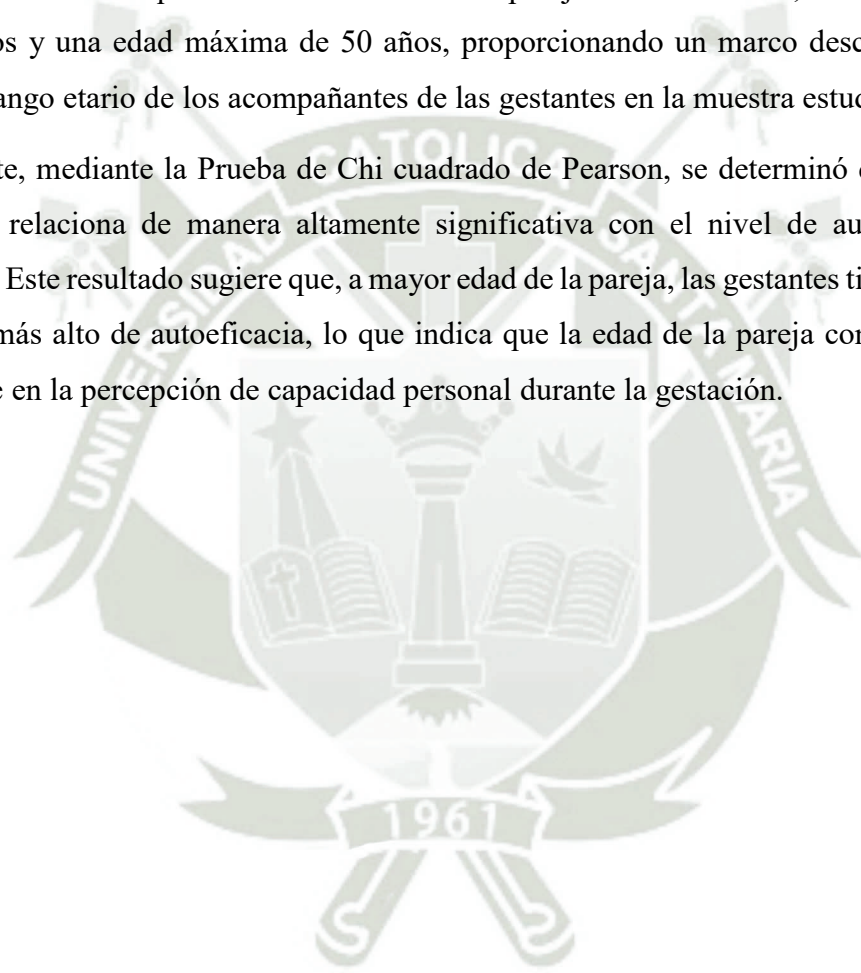 os y una edad máxima de 50 años, proporcionando un marco desc
ango etario de los acompañantes de las gestantes en la muestra estud
te, mediante la Prueba de Chi cuadrado de Pearson, se determinó
relaciona de manera altamente significativa con el nivel de au
Este resultado sugiere que, a mayor edad de la pareja, las gestantes ti
más alto de autoeficacia, lo que indica que la edad de la pareja con
e en la percepción de capacidad personal durante la gestación.
UNIVERSIDAD CATOLICA SANTA MARIA
1961